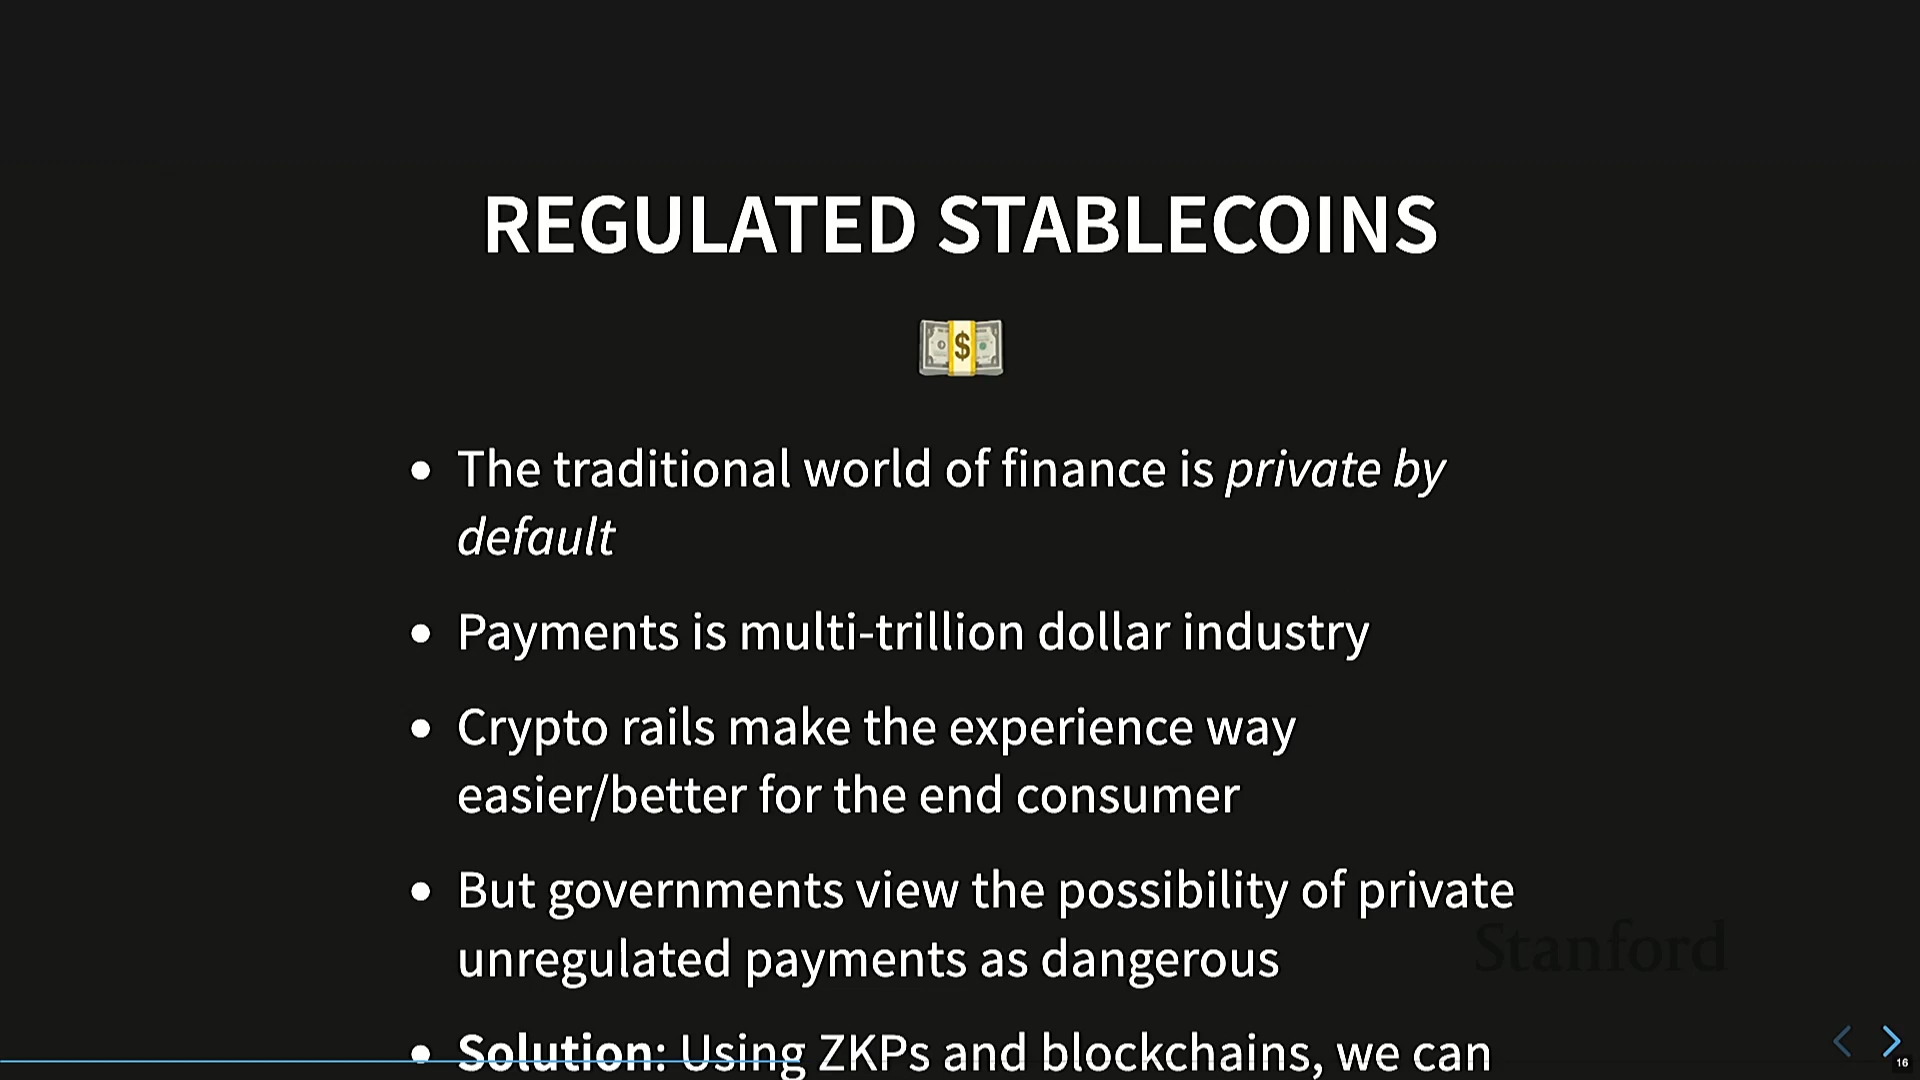 REGULATED STABLECOINS
$
The traditional world of finance is private by
default
Payments is multi-trillion dollar industry
Crypto rails make the experience way
easier/better for the end consumer
But governments view the possibility of private
unregulated payments as dangerous
Stanford
Solution: Using ZKPs and blockchains, we can
16